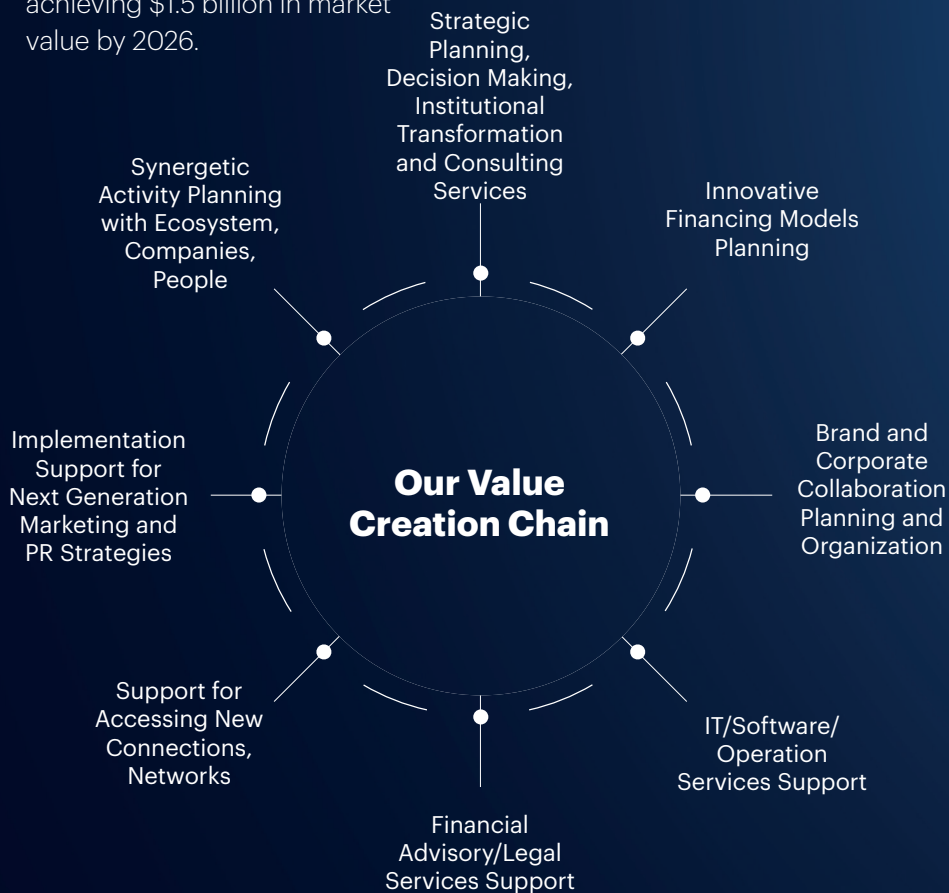 achieving $1.5 billion in market
value by 2026.
Strategic
Planning,
Decision Making,
Institutional
Transformation
and Consulting
Services
Innovative
Financing Models
Planning
Brand and
Corporate
Collaboration
Planning and
Organization
IT/Software/
Operation
Services Support
Financial
Advisory/Legal
Services Support
Support for
Accessing New
Connections,
Networks
Implementation
Support for
Next Generation
Marketing and
PR Strategies
Synergetic
Activity Planning
with Ecosystem,
Companies,
People
Our Value
Creation Chain